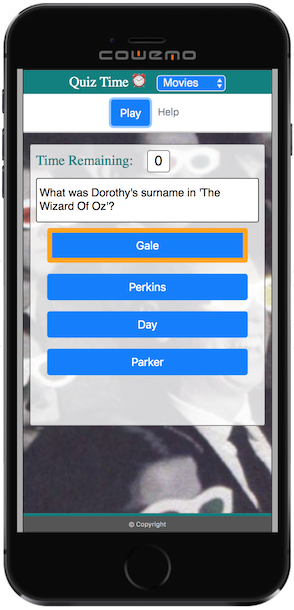 COWEMO
Quiz Time ⏰ Movies
Play Help
Time Remaining: 0
What was Dorothy's surname in 'The
Wizard Of Oz'?
Gale
Perkins
Day
Parker
© Copyright